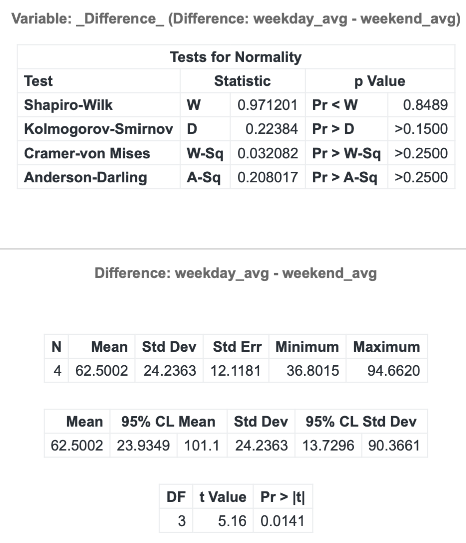 Variable: _Difference_ (Difference: weekday_avg - weekend_avg)
Tests for Normality
Test Statistic p Value
Shapiro-Wilk W 0.971201 Pr < W 0.8489
Kolmogorov-Smirnov D 0.22384 Pr > D >0.1500
Cramer-von Mises W-Sq 0.032082 Pr > W-Sq >0.2500
Anderson-Darling A-Sq 0.208017 Pr > A-Sq >0.2500
Difference: weekday_avg - weekend_avg
N Mean Std Dev Std Err Minimum Maximum
4 62.5002 24.2363 12.1181 36.8015 94.6620
Mean 95% CL Mean Std Dev 95% CL Std Dev
62.5002 23.9349 101.1 24.2363 13.7296 90.3661
DF t Value Pr > |t|
3 5.16 0.0141